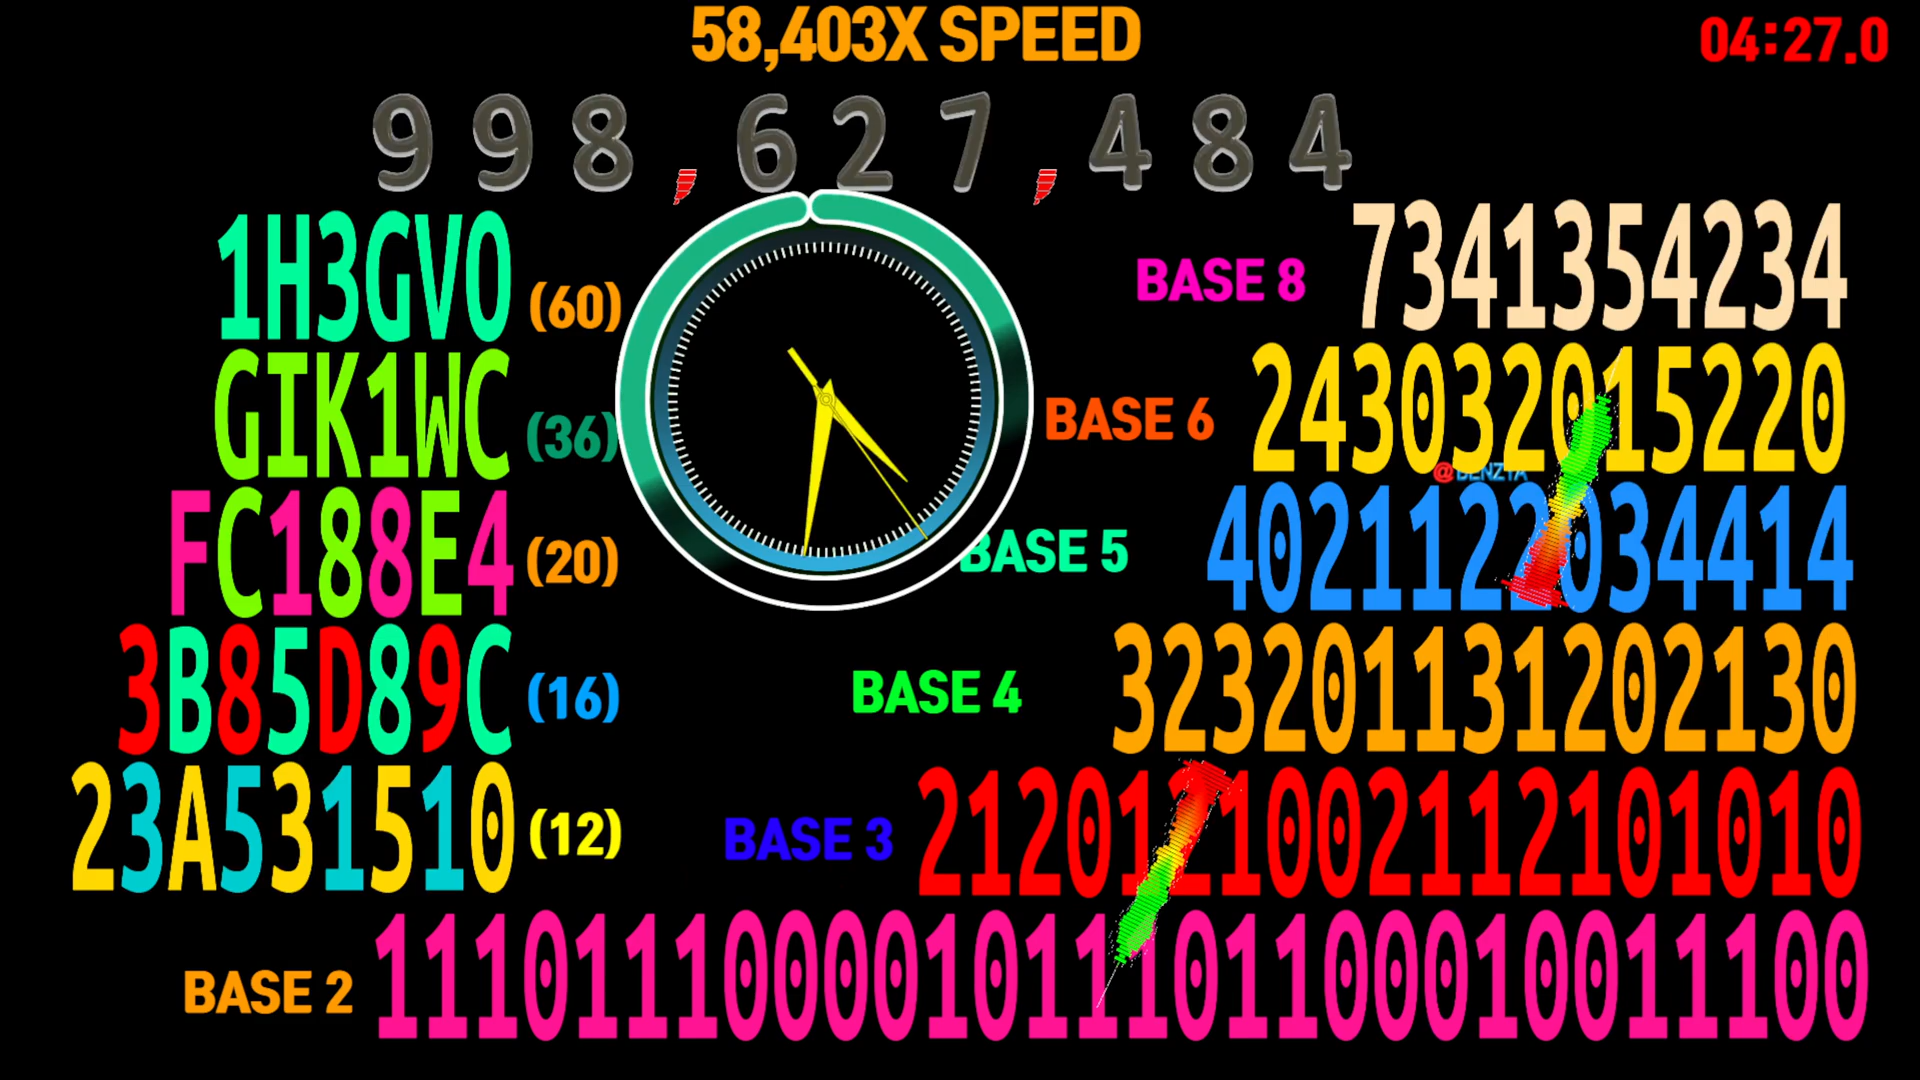 58,403X SPEED
04:27.0
998,627,484
1H3GVO (60)
BASE 8 7341354234
GIK1WC (36)
BASE 6 243032015220
FC188E4 (20)
BASE 5 4021122034414
3B85D89C (16)
BASE 4 323201131202130
23A531510 (12)
BASE 3 2120121002112101010
BASE 2 111011100001011101100010011100